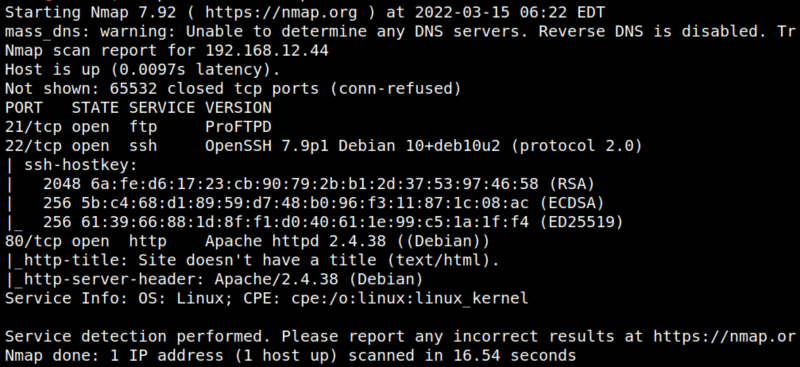 Starting Nmap 7.92 ( https://nmap.org ) at 2022-03-15 06:22 EDT
mass_dns: warning: Unable to determine any DNS servers. Reverse DNS is disabled. Tr
Nmap scan report for 192.168.12.44
Host is up (0.0097s latency).
Not shown: 65532 closed tcp ports (conn-refused)
PORT   STATE SERVICE VERSION
21/tcp open  ftp     ProFTPD
22/tcp open  ssh     OpenSSH 7.9p1 Debian 10+deb10u2 (protocol 2.0)
| ssh-hostkey:
|   2048 6a:fe:d6:17:23:cb:90:79:2b:b1:2d:37:53:97:46:58 (RSA)
|   256 5b:c4:68:d1:89:59:d7:48:b0:96:f3:11:87:1c:08:ac (ECDSA)
|_  256 61:39:66:88:1d:8f:f1:d0:40:61:1e:99:c5:1a:1f:f4 (ED25519)
80/tcp open  http    Apache httpd 2.4.38 ((Debian))
|_http-title: Site doesn't have a title (text/html).
|_http-server-header: Apache/2.4.38 (Debian)
Service Info: OS: Linux; CPE: cpe:/o:linux:linux_kernel
Service detection performed. Please report any incorrect results at https://nmap.or
Nmap done: 1 IP address (1 host up) scanned in 16.54 seconds